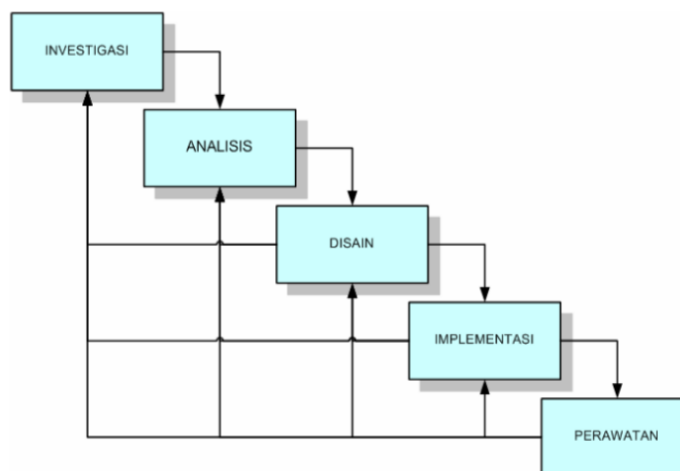 INVESTIGASI
ANALISIS
DISAIN
IMPLEMENTASI
PERAWATAN